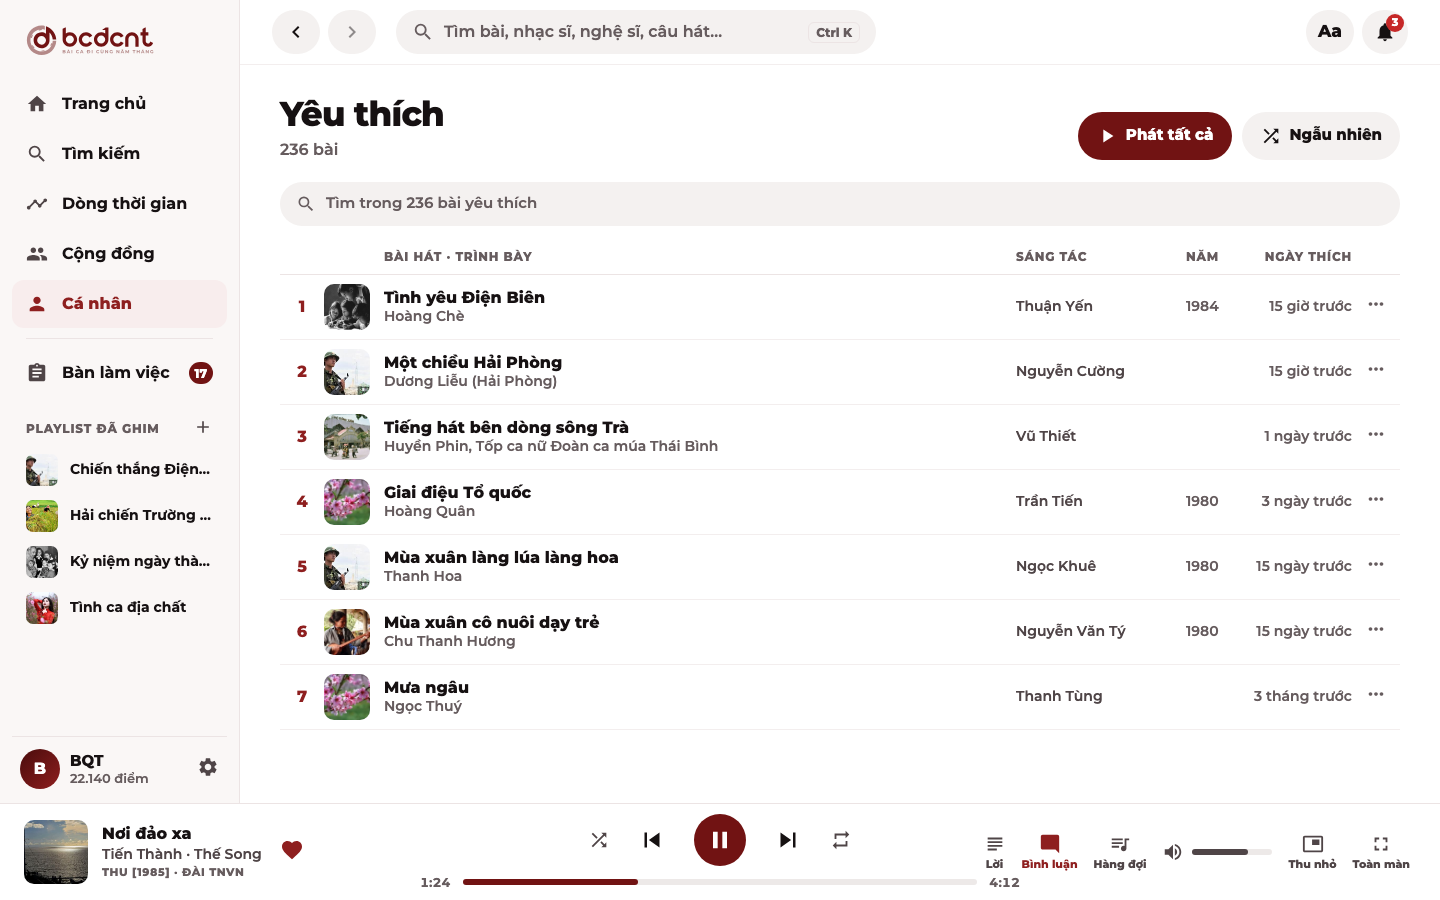 bcdcnt
BÀI CA ĐI CÙNG NĂM THÁNG
Trang chủ
Tìm kiếm
Dòng thời gian
Cộng đồng
Cá nhân
Bàn làm việc 17
PLAYLIST ĐÃ GHIM
Chiến thắng Điện...
Hải chiến Trường ...
Kỷ niệm ngày thà...
Tình ca địa chất
B
BQT
22.140 điểm
Tìm bài, nhạc sĩ, nghệ sĩ, câu hát... Ctrl K
Aa
3
Yêu thích
236 bài
Phát tất cả
Ngẫu nhiên
Tìm trong 236 bài yêu thích
BÀI HÁT · TRÌNH BÀY SÁNG TÁC NĂM NGÀY THÍCH
1 Tình yêu Điện Biên Thuận Yến 1984 15 giờ trước
Hoàng Chè
2 Một chiều Hải Phòng Nguyễn Cường 15 giờ trước
Dương Liễu (Hải Phòng)
3 Tiếng hát bên dòng sông Trà Vũ Thiết 1 ngày trước
Huyền Phin, Tốp ca nữ Đoàn ca múa Thái Bình
4 Giai điệu Tổ quốc Trần Tiến 1980 3 ngày trước
Hoàng Quân
5 Mùa xuân làng lúa làng hoa Ngọc Khuê 1980 15 ngày trước
Thanh Hoa
6 Mùa xuân cô nuôi dạy trẻ Nguyễn Văn Tý 1980 15 ngày trước
Chu Thanh Hương
7 Mưa ngâu Thanh Tùng 3 tháng trước
Ngọc Thuý
Nơi đảo xa
Tiến Thành · Thế Song
THU [1985] · ĐÀI TNVN
1:24
4:12
Lời
Bình luận
Hàng đợi
Thu nhỏ
Toàn màn